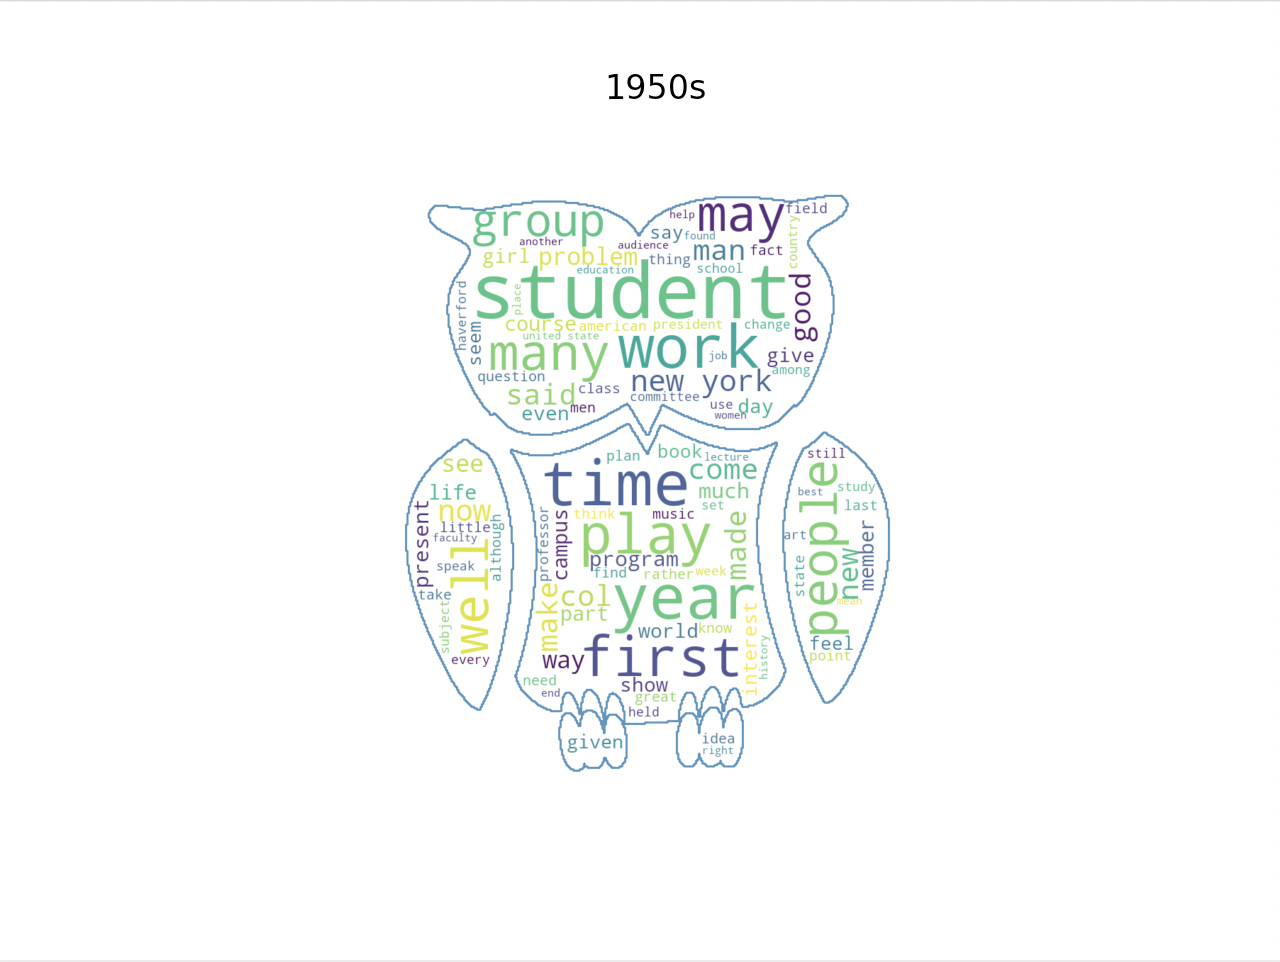 1950s
group
help
may
field
say
found
another
audience
man
fact
country
girl
problem
thing
education
school
student
place
good
haverford
seem
course
american
president
change
united state
many
work
job
give
among
question
new york
said
class
committee
even
men
use
day
women
plan
book
lecture
time
come
much
set
think
music
professor
campus
play
made
program
find
rather
week
make
col
year
part
world
know
interest
history
way
first
need
end
show
great
held
see
life
now
present
little
faculty
although
speak
well
take
subject
every
still
people
best
study
last
art
member
state
new
mean
feel
point
given
idea
right